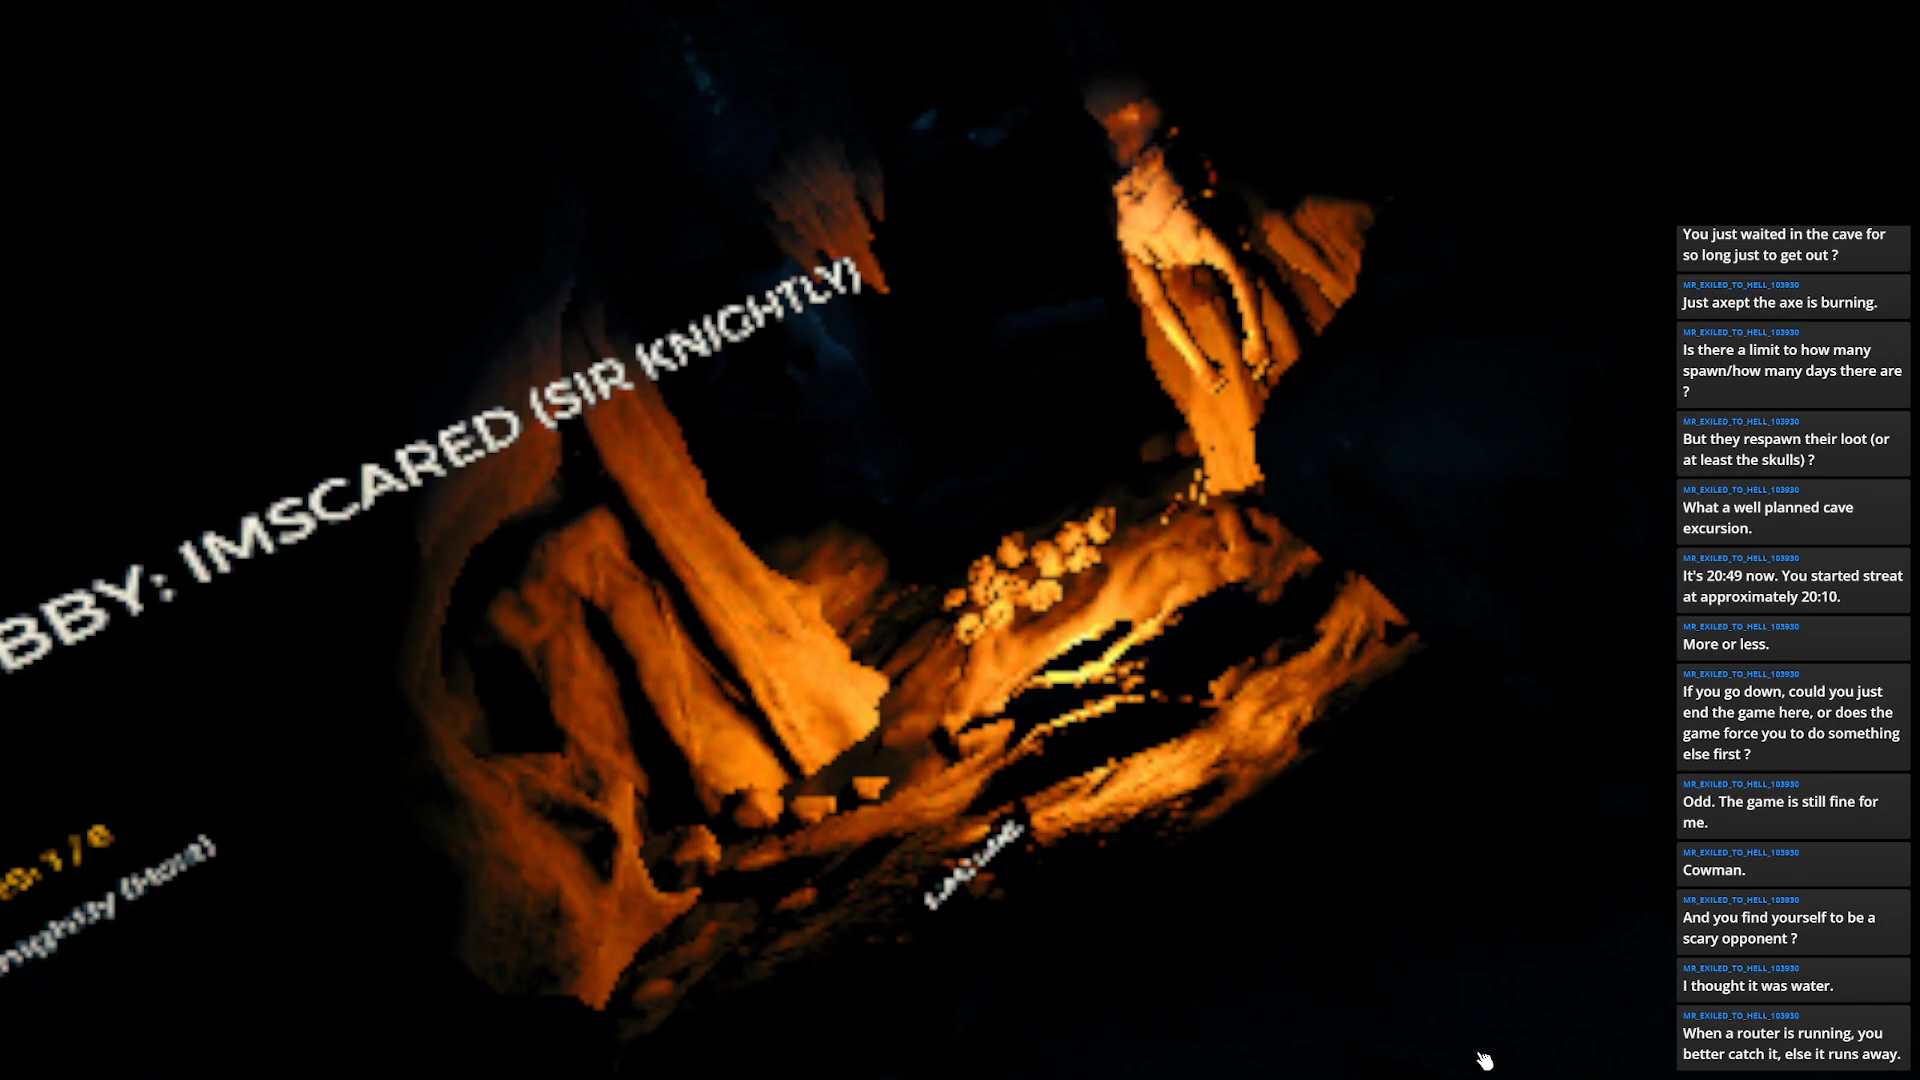 BBY: IMSCARED (SIR KNIGHTLY)
You just waited in the cave for
so long just to get out ?
MR_EXILED_TO_HELL_103930
Just axept the axe is burning.
MR_EXILED_TO_HELL_103930
Is there a limit to how many
spawn/how many days there are
?
MR_EXILED_TO_HELL_103930
But they respawn their loot (or
at least the skulls) ?
MR_EXILED_TO_HELL_103930
What a well planned cave
excursion.
MR_EXILED_TO_HELL_103930
It's 20:49 now. You started streat
at approximately 20:10.
MR_EXILED_TO_HELL_103930
More or less.
MR_EXILED_TO_HELL_103930
If you go down, could you just
end the game here, or does the
game force you to do something
else first ?
MR_EXILED_TO_HELL_103930
Odd. The game is still fine for
me.
MR_EXILED_TO_HELL_103930
Cowman.
MR_EXILED_TO_HELL_103930
And you find yourself to be a
scary opponent ?
MR_EXILED_TO_HELL_103930
I thought it was water.
MR_EXILED_TO_HELL_103930
When a router is running, you
better catch it, else it runs away.